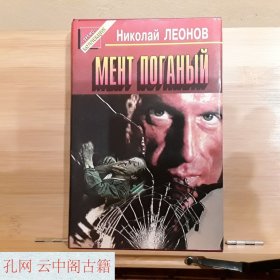 Николай ЛЕОНОВ
МЕНТ ПОГАНЫЙ
孔网 云中阁古籍